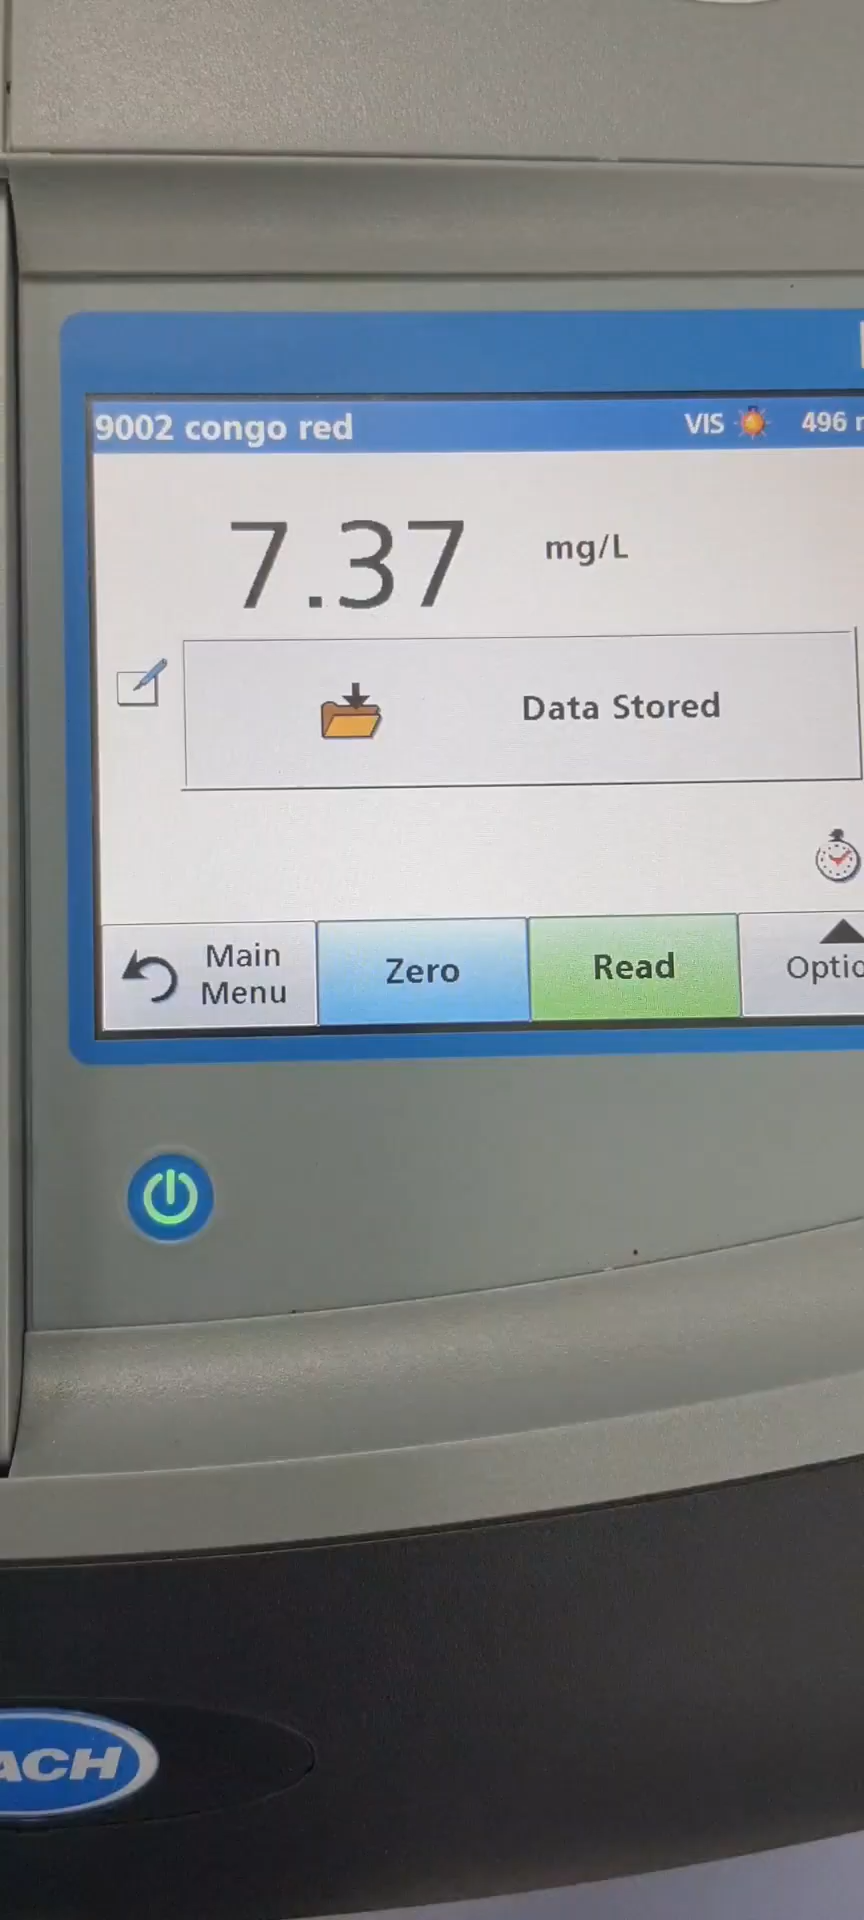 9002 congo red VIS 496
7.37 mg/L
Data Stored
Main Menu
Zero
Read
Optio
ACH